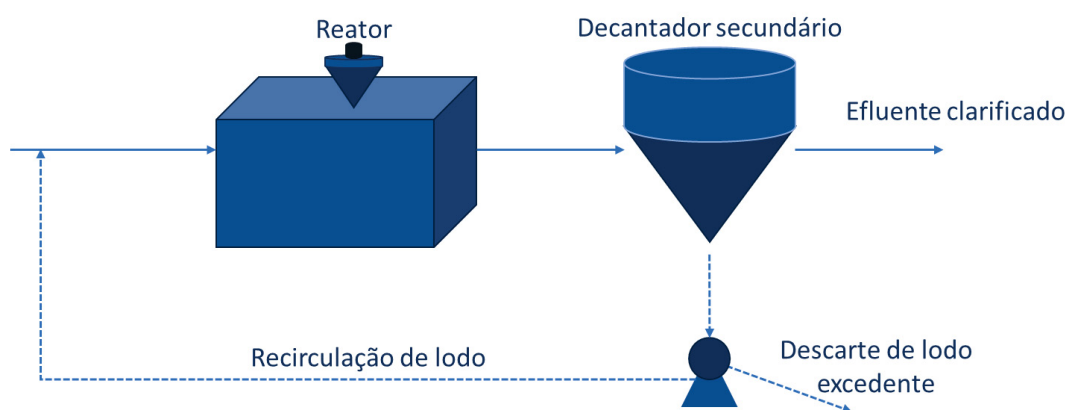 Reator
Decantador secundário
Efluente clarificado
Recirculação de lodo
Descarte de lodo
excedente